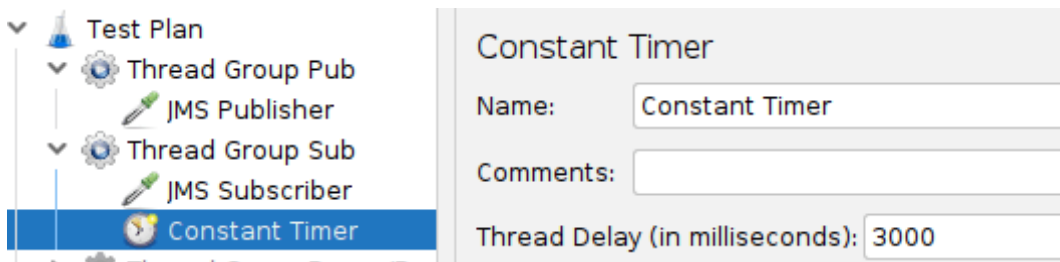 Test Plan
Thread Group Pub
JMS Publisher
Thread Group Sub
JMS Subscriber
Constant Timer
Constant Timer
Name: Constant Timer
Comments:
Thread Delay (in milliseconds): 3000